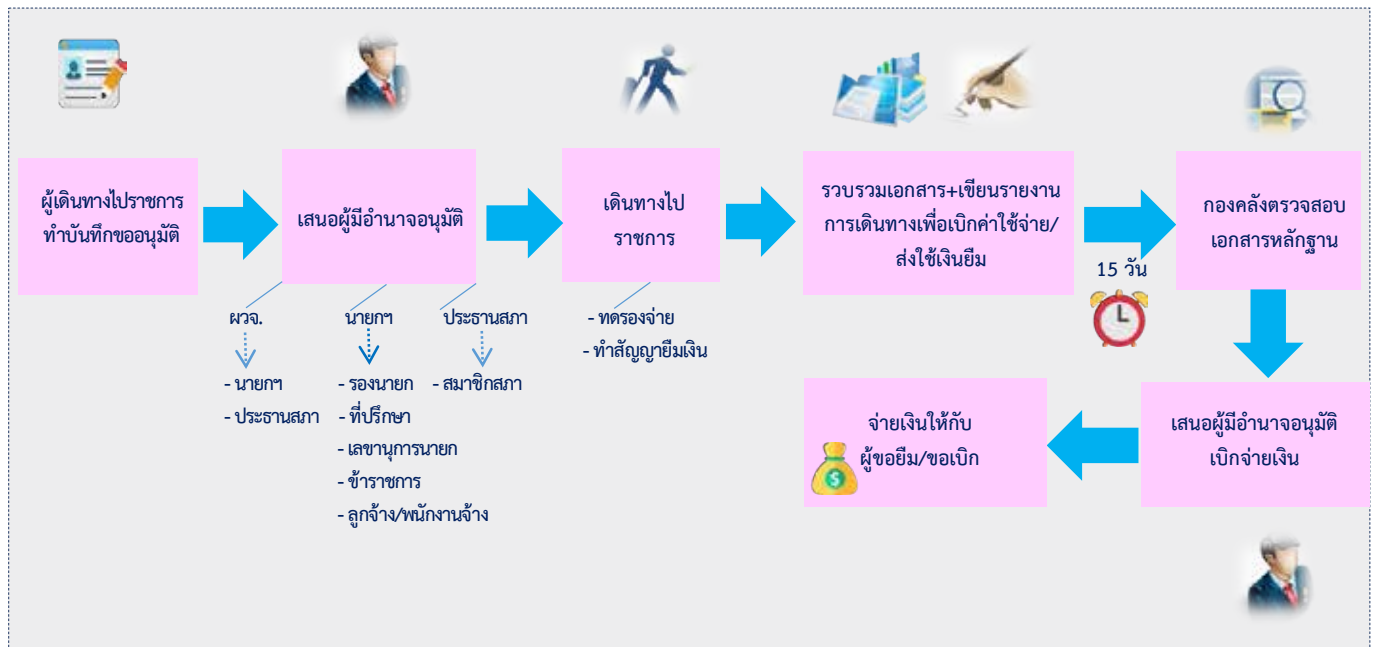 ผู้เดินทางไปราชการ
ทำบันทึกขออนุมัติ
เสนอผู้มีอำนาจอนุมัติ
เดินทางไป
ราชการ
รวบรวมเอกสาร+เขียนรายงาน
การเดินทางเพื่อเบิกค่าใช้จ่าย/
ส่งใช้เงินยืม
15 วัน
กองคลังตรวจสอบ
เอกสารหลักฐาน
ผวจ.
- นายกฯ
- ประธานสภา
นายกฯ
- รองนายก
- ที่ปรึกษา
- เลขานุการนายก
- ข้าราชการ
- ลูกจ้าง/พนักงานจ้าง
ประธานสภา
- สมาชิกสภา
- ทดรองจ่าย
- ทำสัญญายืมเงิน
เสนอผู้มีอำนาจอนุมัติ
เบิกจ่ายเงิน
จ่ายเงินให้กับ
ผู้ขอยืม/ขอเบิก